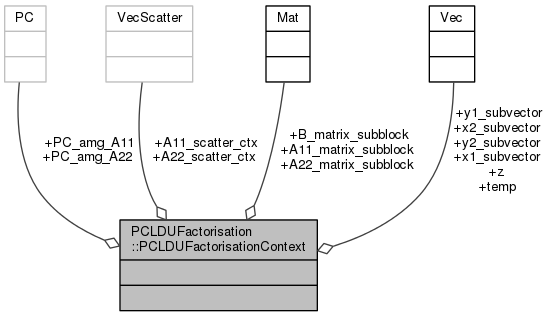 PC
VecScatter
Mat
Vec
+PC_amg_A11
+PC_amg_A22
+A11_scatter_ctx
+A22_scatter_ctx
+B_matrix_subblock
+A11_matrix_subblock
+A22_matrix_subblock
+y1_subvector
+x2_subvector
+y2_subvector
+x1_subvector
+z
+temp
PCLDUFactorisation
::PCLDUFactorisationContext